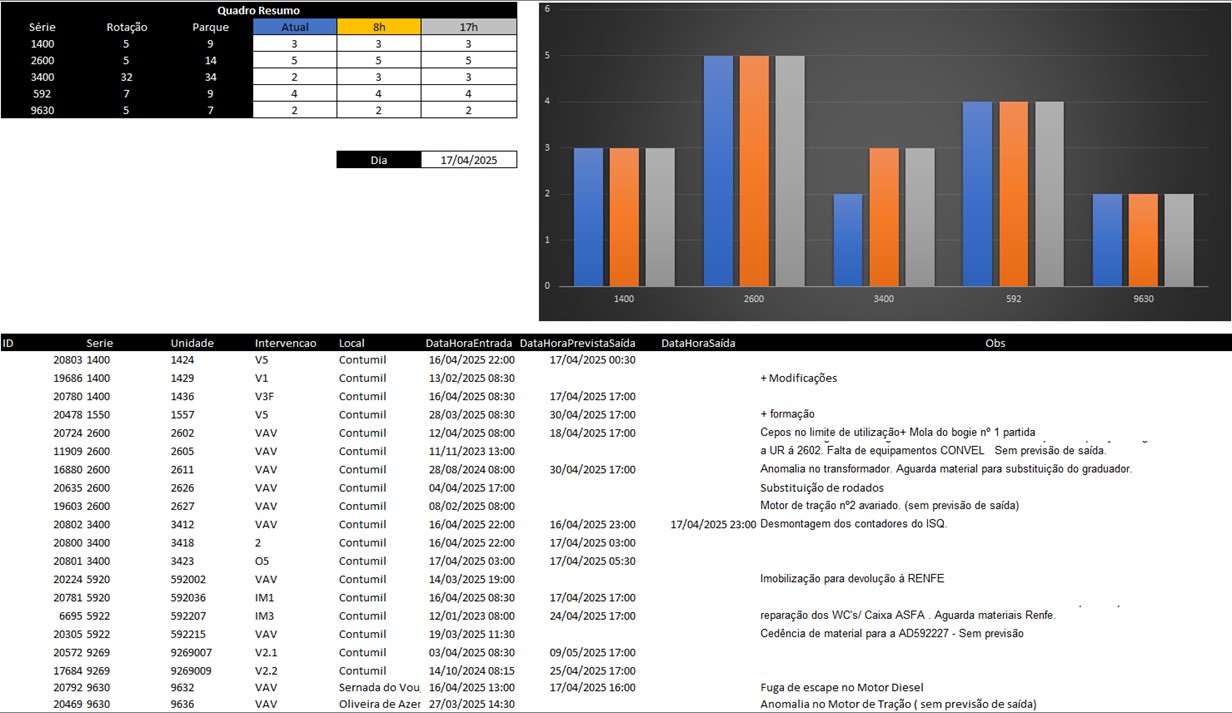 Quadro Resumo
Série Rotação Parque Atual 8h 17h
1400 5 9 3 3 3
2600 5 14 5 5 5
3400 32 34 2 3 3
592 7 9 4 4 4
9630 5 7 2 2 2
Dia 17/04/2025
6
5
4
3
2
1
0
1400 2600 3400 592 9630
ID Serie Unidade Intervencao Local DataHoraEntrada DataHoraPrevistaSaída DataHoraSaída Obs
20803 1400 1424 V5 Contumil 16/04/2025 22:00 17/04/2025 00:30
19686 1400 1429 V1 Contumil 13/02/2025 08:30 + Modificações
20780 1400 1436 V3F Contumil 16/04/2025 08:30 17/04/2025 17:00
20478 1550 1557 V5 Contumil 28/03/2025 08:30 30/04/2025 17:00 + formação
20724 2600 2602 VAV Contumil 12/04/2025 08:00 18/04/2025 17:00 Cepos no limite de utilização+ Mola do bogie nº 1 partida
11909 2600 2605 VAV Contumil 11/11/2023 13:00 a UR á 2602. Falta de equipamentos CONVEL Sem previsão de saída.
16880 2600 2611 VAV Contumil 28/08/2024 08:00 30/04/2025 17:00 Anomalia no transformador. Aguarda material para substituição do graduador.
20635 2600 2626 VAV Contumil 04/04/2025 17:00 Substituição de rodados
19603 2600 2627 VAV Contumil 08/02/2025 08:00 Motor de tração nº2 avariado. (sem previsão de saída)
20802 3400 3412 VAV Contumil 16/04/2025 22:00 16/04/2025 23:00 17/04/2025 23:00 Desmontagem dos contadores do ISQ.
20800 3400 3418 2 Contumil 16/04/2025 22:00 17/04/2025 03:00
20801 3400 3423 O5 Contumil 17/04/2025 03:00 17/04/2025 05:30
20224 5920 592002 VAV Contumil 14/03/2025 19:00 Imobilização para devolução à RENFE
20781 5920 592036 IM1 Contumil 16/04/2025 08:30 17/04/2025 17:00
6695 5922 592207 IM3 Contumil 12/01/2023 08:00 24/04/2025 17:00 reparação dos WC's/ Caixa ASFA . Aguarda materiais Renfe.
20305 5922 592215 VAV Contumil 19/03/2025 11:30 Cedência de material para a AD592227 - Sem previsão
20572 9269 9269007 V2.1 Contumil 03/04/2025 08:30 09/05/2025 17:00
17684 9269 9269009 V2.2 Contumil 14/10/2024 08:15 25/04/2025 17:00
20792 9630 9632 VAV Sernada do Vou 16/04/2025 13:00 17/04/2025 16:00 Fuga de escape no Motor Diesel
20469 9630 9636 VAV Oliveira de Azer 27/03/2025 14:30 Anomalia no Motor de Tração ( sem previsão de saída)